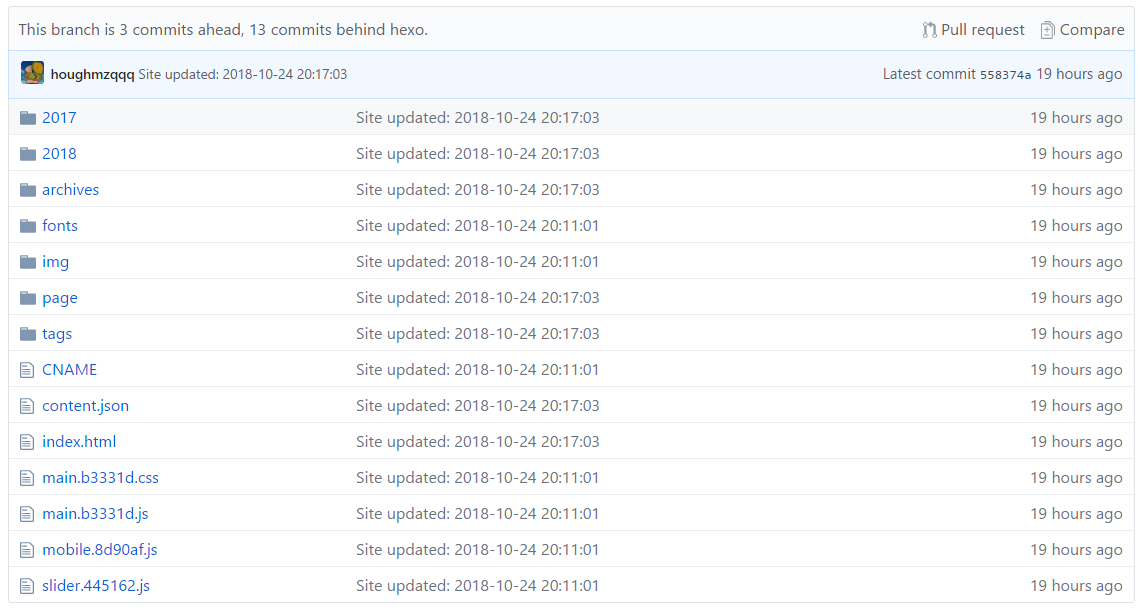 This branch is 3 commits ahead, 13 commits behind hexo. Pull request Compare
houghmzqqq Site updated: 2018-10-24 20:17:03 Latest commit 558374a 19 hours ago
2017 Site updated: 2018-10-24 20:17:03 19 hours ago
2018 Site updated: 2018-10-24 20:17:03 19 hours ago
archives Site updated: 2018-10-24 20:17:03 19 hours ago
fonts Site updated: 2018-10-24 20:11:01 19 hours ago
img Site updated: 2018-10-24 20:11:01 19 hours ago
page Site updated: 2018-10-24 20:17:03 19 hours ago
tags Site updated: 2018-10-24 20:17:03 19 hours ago
CNAME Site updated: 2018-10-24 20:11:01 19 hours ago
content.json Site updated: 2018-10-24 20:17:03 19 hours ago
index.html Site updated: 2018-10-24 20:17:03 19 hours ago
main.b3331d.css Site updated: 2018-10-24 20:11:01 19 hours ago
main.b3331d.js Site updated: 2018-10-24 20:11:01 19 hours ago
mobile.8d90af.js Site updated: 2018-10-24 20:11:01 19 hours ago
slider.445162.js Site updated: 2018-10-24 20:11:01 19 hours ago